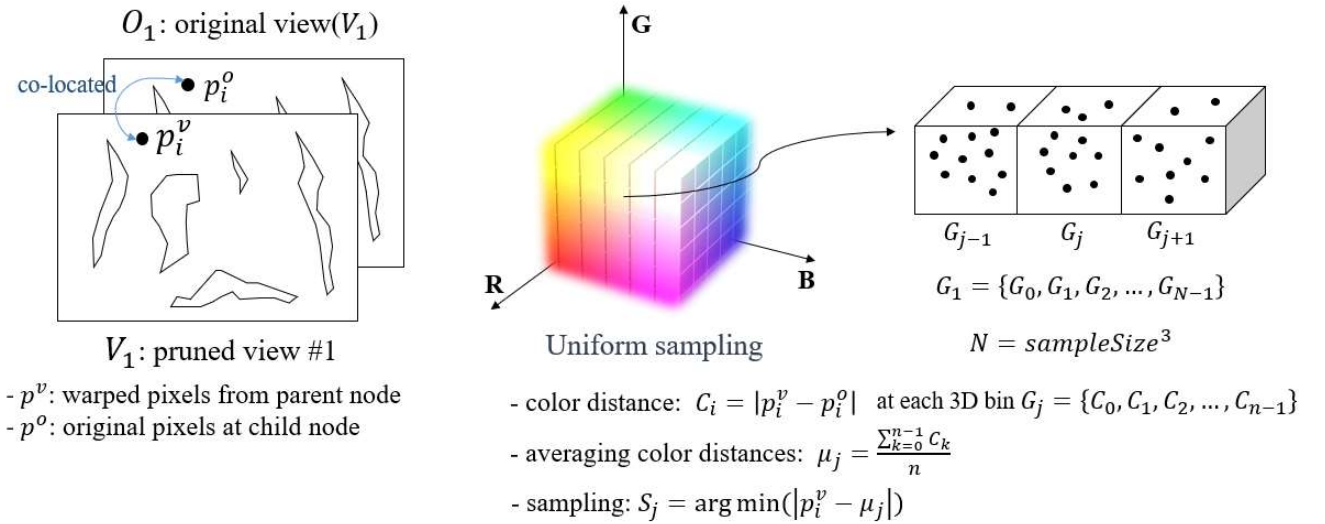 O₁: original view(V₁)
co-located
pᵢᵒ
pᵢᵛ
V₁: pruned view #1
- pᵛ: warped pixels from parent node
- pᵒ: original pixels at child node
G
R
B
Uniform sampling
Gⱼ₋₁ Gⱼ Gⱼ₊₁
G₁ = {G₀, G₁, G₂, ..., G_{N−1}}
N = sampleSize³
- color distance: Cᵢ = |pᵢᵛ − pᵢᵒ| at each 3D bin Gⱼ = {C₀, C₁, C₂, ..., Cₙ₋₁}
- averaging color distances: μⱼ = \frac{∑_{k=0}^{n−1} C_k}{n}
- sampling: Sⱼ = arg min(|pᵢᵛ − μⱼ|)